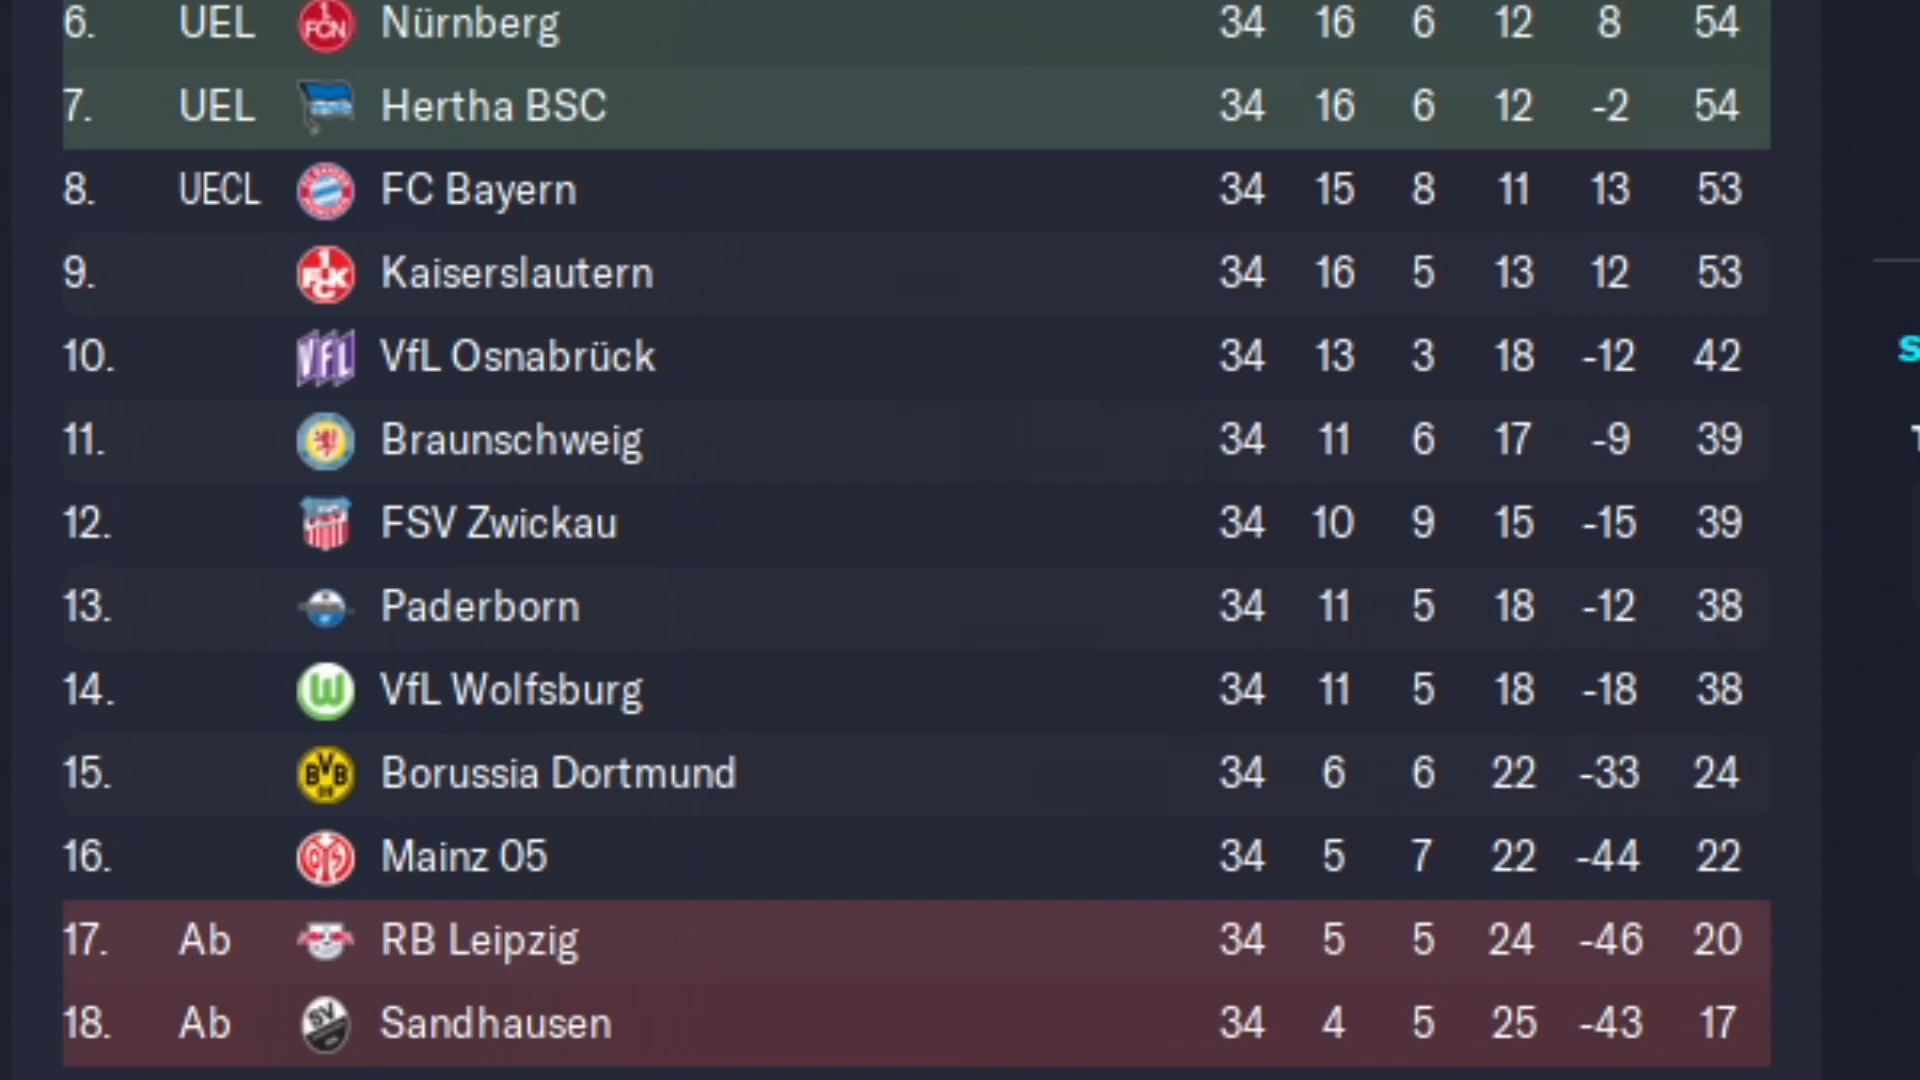 6. UEL 1 FCN Nürnberg 34 16 6 12 8 54
7. UEL Hertha BSC 34 16 6 12 -2 54
8. UECL FC Bayern 34 15 8 11 13 53
9. Kaiserslautern 34 16 5 13 12 53
10. VFL VfL Osnabrück 34 13 3 18 -12 42
11. Braunschweig 34 11 6 17 -9 39
12. FSV Zwickau 34 10 9 15 -15 39
13. Paderborn 34 11 5 18 -12 38
14. W VfL Wolfsburg 34 11 5 18 -18 38
15. BVB 09 Borussia Dortmund 34 6 6 22 -33 24
16. Mainz 05 34 5 7 22 -44 22
17. Ab RB Leipzig 34 5 5 24 -46 20
18. Ab SV Sandhausen 34 4 5 25 -43 17